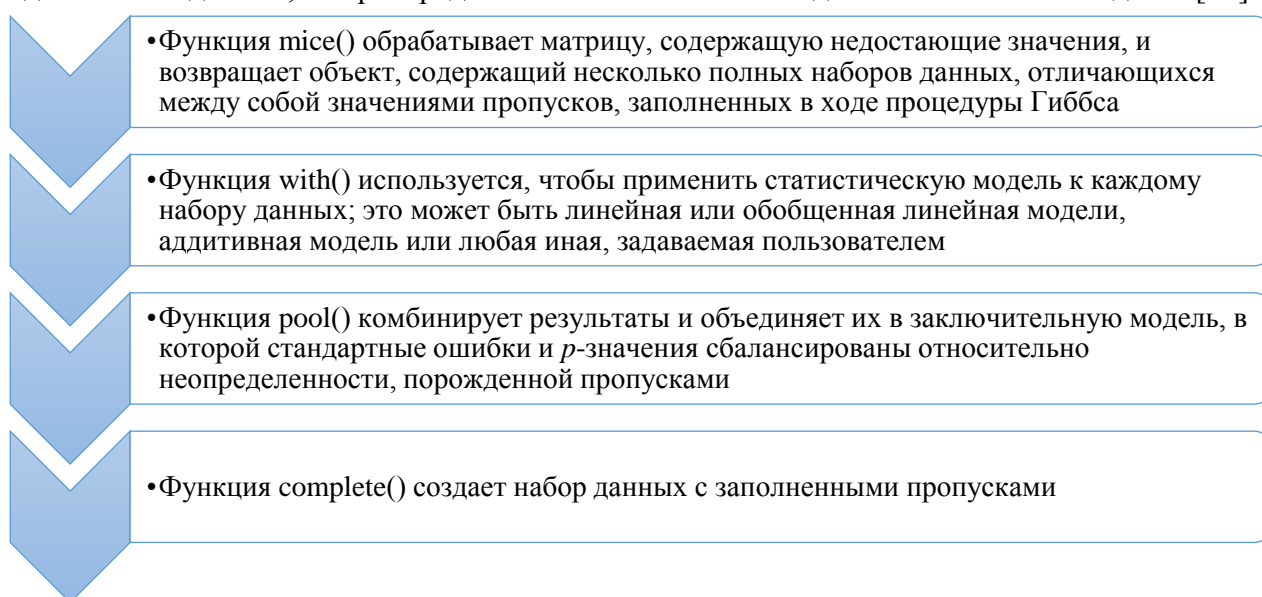 •Функция mice() обрабатывает матрицу, содержащую недостающие значения, и
возвращает объект, содержащий несколько полных наборов данных, отличающихся
между собой значениями пропусков, заполненных в ходе процедуры Гиббса
•Функция with() используется, чтобы применить статистическую модель к каждому
набору данных; это может быть линейная или обобщенная линейная модели,
аддитивная модель или любая иная, задаваемая пользователем
•Функция pool() комбинирует результаты и объединяет их в заключительную модель, в
которой стандартные ошибки и p-значения сбалансированы относительно
неопределенности, порожденной пропусками
•Функция complete() создает набор данных с заполненными пропусками